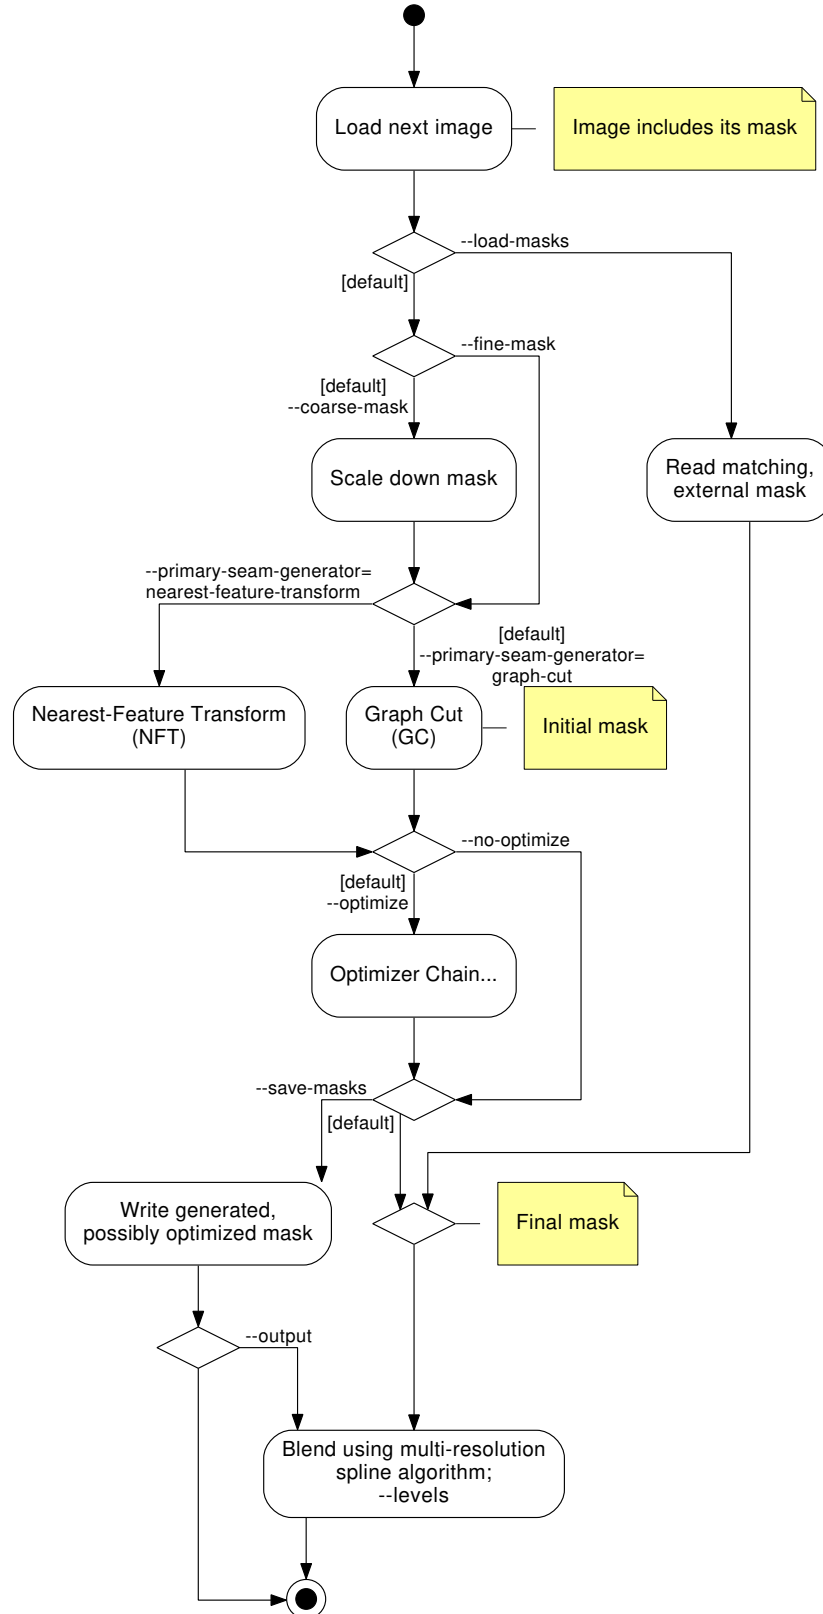 Load next image
Image includes its mask
--load-masks
[default]
--fine-mask
[default]
--coarse-mask
Scale down mask
Read matching,
external mask
--primary-seam-generator=
nearest-feature-transform
[default]
--primary-seam-generator=
graph-cut
Nearest-Feature Transform
(NFT)
Graph Cut
(GC)
Initial mask
--no-optimize
[default]
--optimize
Optimizer Chain...
--save-masks
[default]
Write generated,
possibly optimized mask
Final mask
--output
Blend using multi-resolution
spline algorithm;
--levels